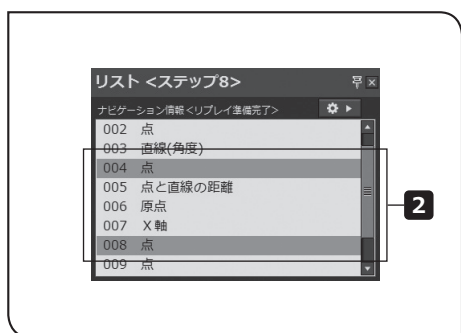 リスト <ステップ8>
ナビゲーション情報<リプレイ準備完了>
002 点
003 直線(角度)
004 点
005 点と直線の距離
006 原点
007 X軸
008 点
009 点
2